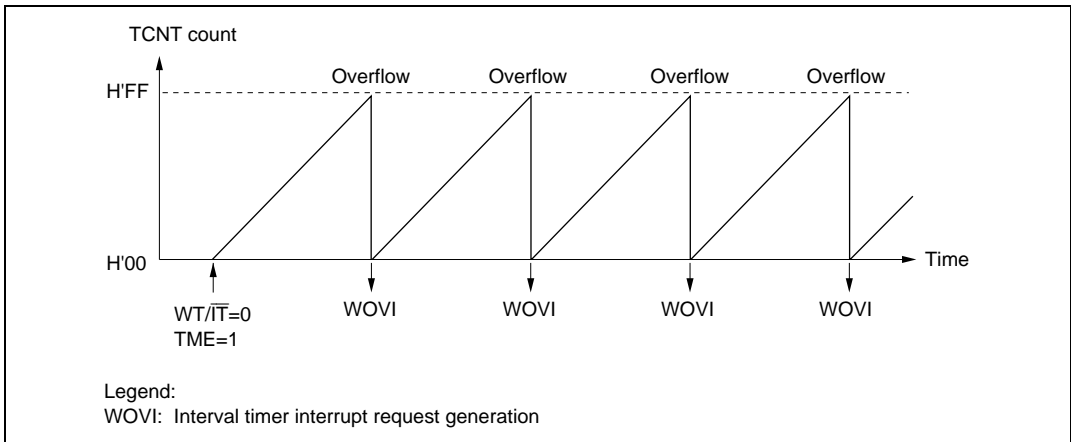 TCNT count
Overflow Overflow Overflow Overflow
H'FF
H'00
Time
WT/I̅T̅=0
TME=1
WOVI WOVI WOVI WOVI
Legend:
WOVI: Interval timer interrupt request generation